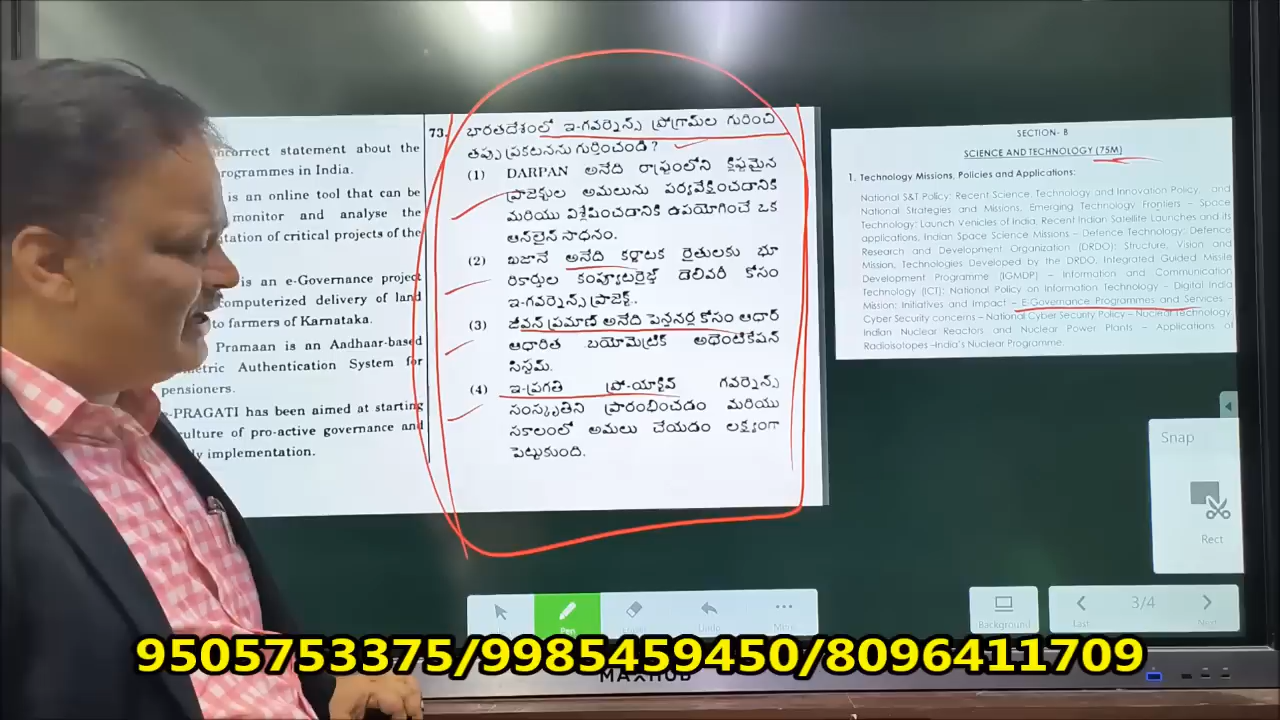 incorrect statement about the
rogrammes in India.
is an online tool that can be
monitor and analyse the
tation of critical projects of the
is an e-Governance project
computerized delivery of land
to farmers of Karnataka.
Pramaan is an Aadhaar-based
metric Authentication System for
pensioners.
e-PRAGATI has been aimed at starting
culture of pro-active governance and
ly implementation.
73. భారతదేశంలో ఇ-గవర్నెన్స్ ప్రోగ్రామ్‌ల గురించి
తప్పు ప్రకటనను గుర్తించండి ?
(1) DARPAN అనేది రాష్ట్రంలోని క్లిష్టమైన
ప్రాజెక్టుల అమలును పర్యవేక్షించడానికి
మరియు విశ్లేషించడానికి ఉపయోగించే ఒక
ఆన్‌లైన్ సాధనం.
(2) ఖజానే అనేది కర్ణాటక రైతులకు భూ
రికార్డుల కంప్యూటరైజ్డ్ డెలివరీ కోసం
ఇ-గవర్నెన్స్ ప్రాజెక్ట్..
(3) జీవన్ ప్రమాణ్ అనేది పెన్షనర్ల కోసం ఆధార్
ఆధారిత బయోమెట్రిక్ అథెంటికేషన్
సిస్టమ్.
(4) ఇ-ప్రగతి ప్రో-యాక్టివ్ గవర్నెన్స్
సంస్కృతిని ప్రారంభించడం మరియు
సకాలంలో అమలు చేయడం లక్ష్యంగా
పెట్టుకుంది.
SECTION- B
SCIENCE AND TECHNOLOGY (75M)
1. Technology Missions, Policies and Applications:
National S&T Policy: Recent Science, Technology and Innovation Policy, and
National Strategies and Missions, Emerging Technology Frontiers – Space
Technology: Launch Vehicles of India, Recent Indian Satellite Launches and its
applications, Indian Space Science Missions – Defence Technology: Defence
Research and Development Organization (DRDO): Structure, Vision and
Mission, Technologies Developed by the DRDO, Integrated Guided Missile
Development Programme (IGMDP) – Information and Communication
Technology (ICT): National Policy on Information Technology – Digital India
Mission: Initiatives and Impact – E-Governance Programmes and Services –
Cyber Security concerns – National Cyber Security Policy – Nuclear Technology,
Indian Nuclear Reactors and Nuclear Power Plants – Applications of
Radioisotopes –India's Nuclear Programme.
Snap
Rect
Pen
Undo
Background
Last
3/4
Next
9505753375/9985459450/8096411709
MAXHUB